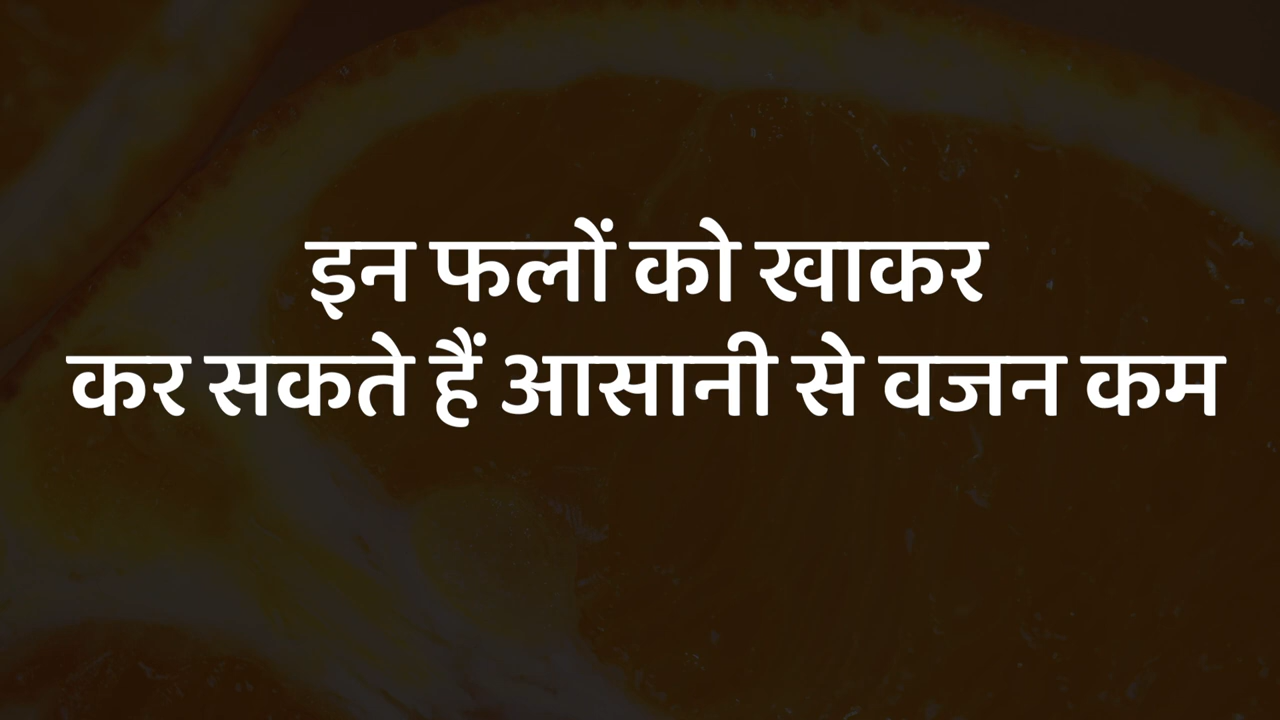 इन फलों को खाकर
कर सकते हैं आसानी से वजन कम